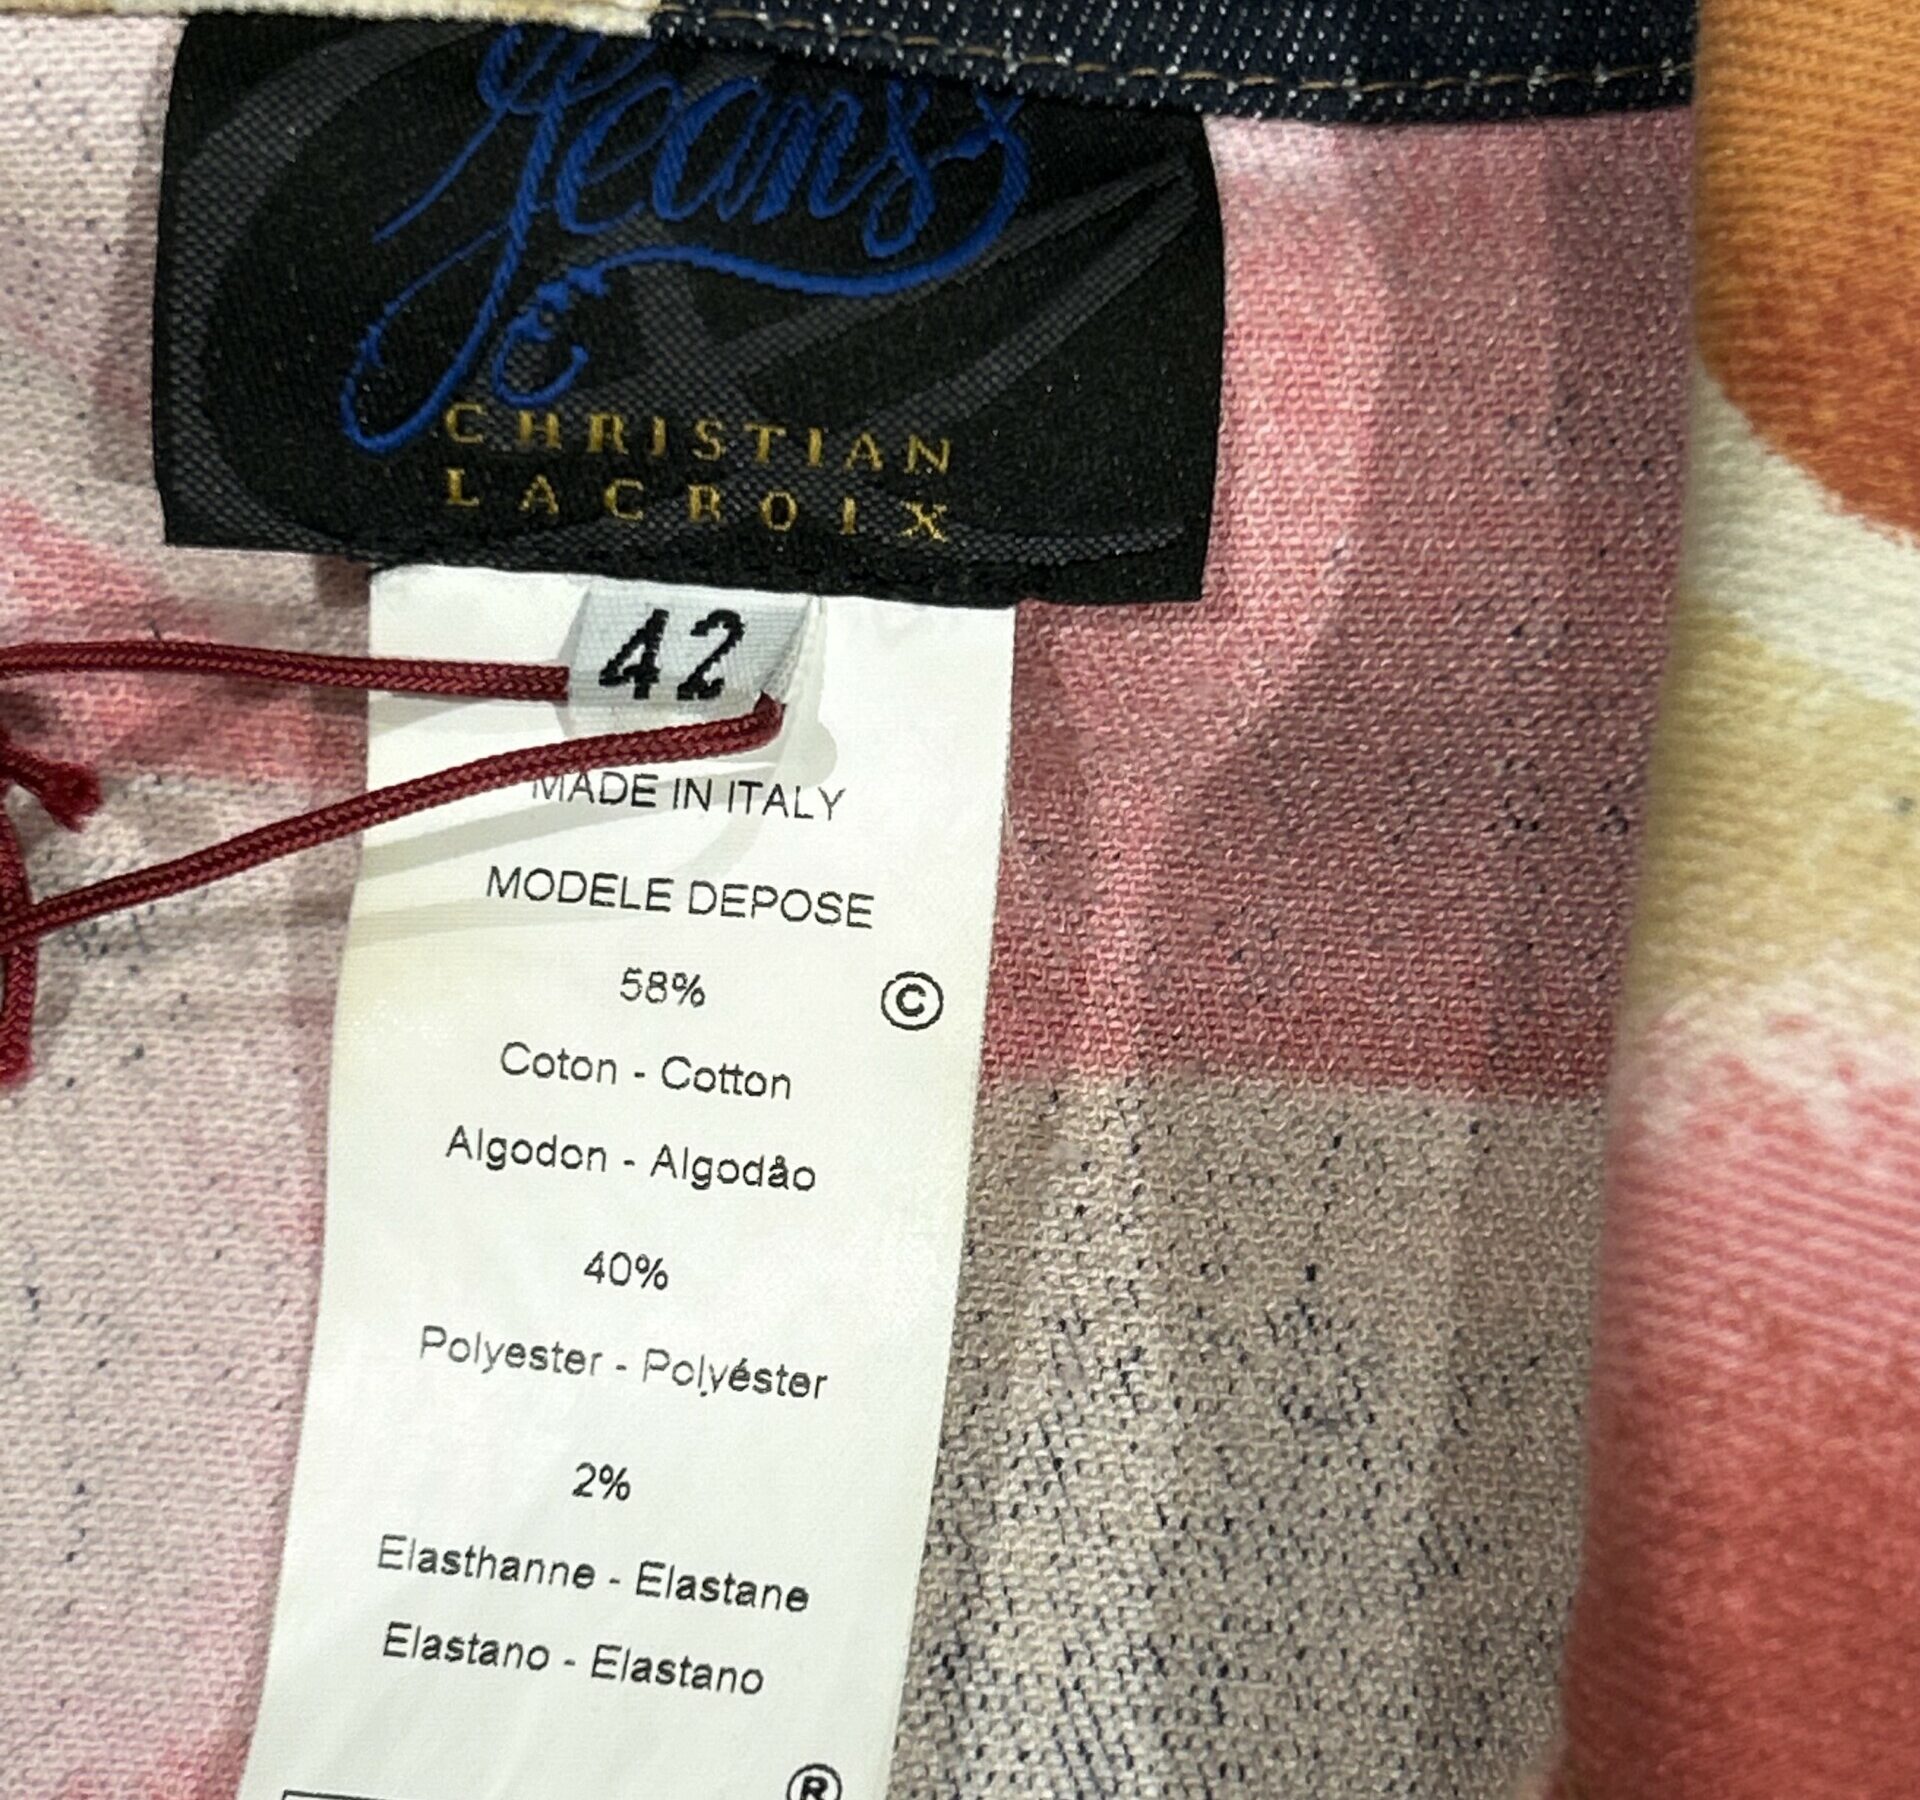 Jeans
CHRISTIAN
LACROIX
42
MADE IN ITALY
MODELE DEPOSE
58%
©
Coton - Cotton
Algodon - Algodão
40%
Polyester - Polyéster
2%
Elasthanne - Elastane
Elastano - Elastano
®